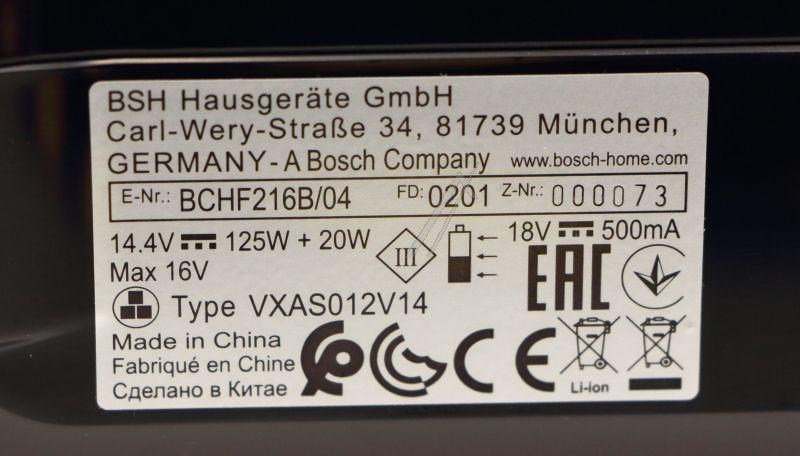 BSH Hausgeräte GmbH
Carl-Wery-Straße 34, 81739 München,
GERMANY - A Bosch Company www.bosch-home.com
E-Nr.: BCHF216B/04 FD: 0201 Z-Nr.: 000073
14.4V 125W + 20W III 18V 500mA
Max 16V
EAC
Type VXAS012V14
Made in China
Fabriqué en Chine
Сделано в Китае
CE
Li-ion